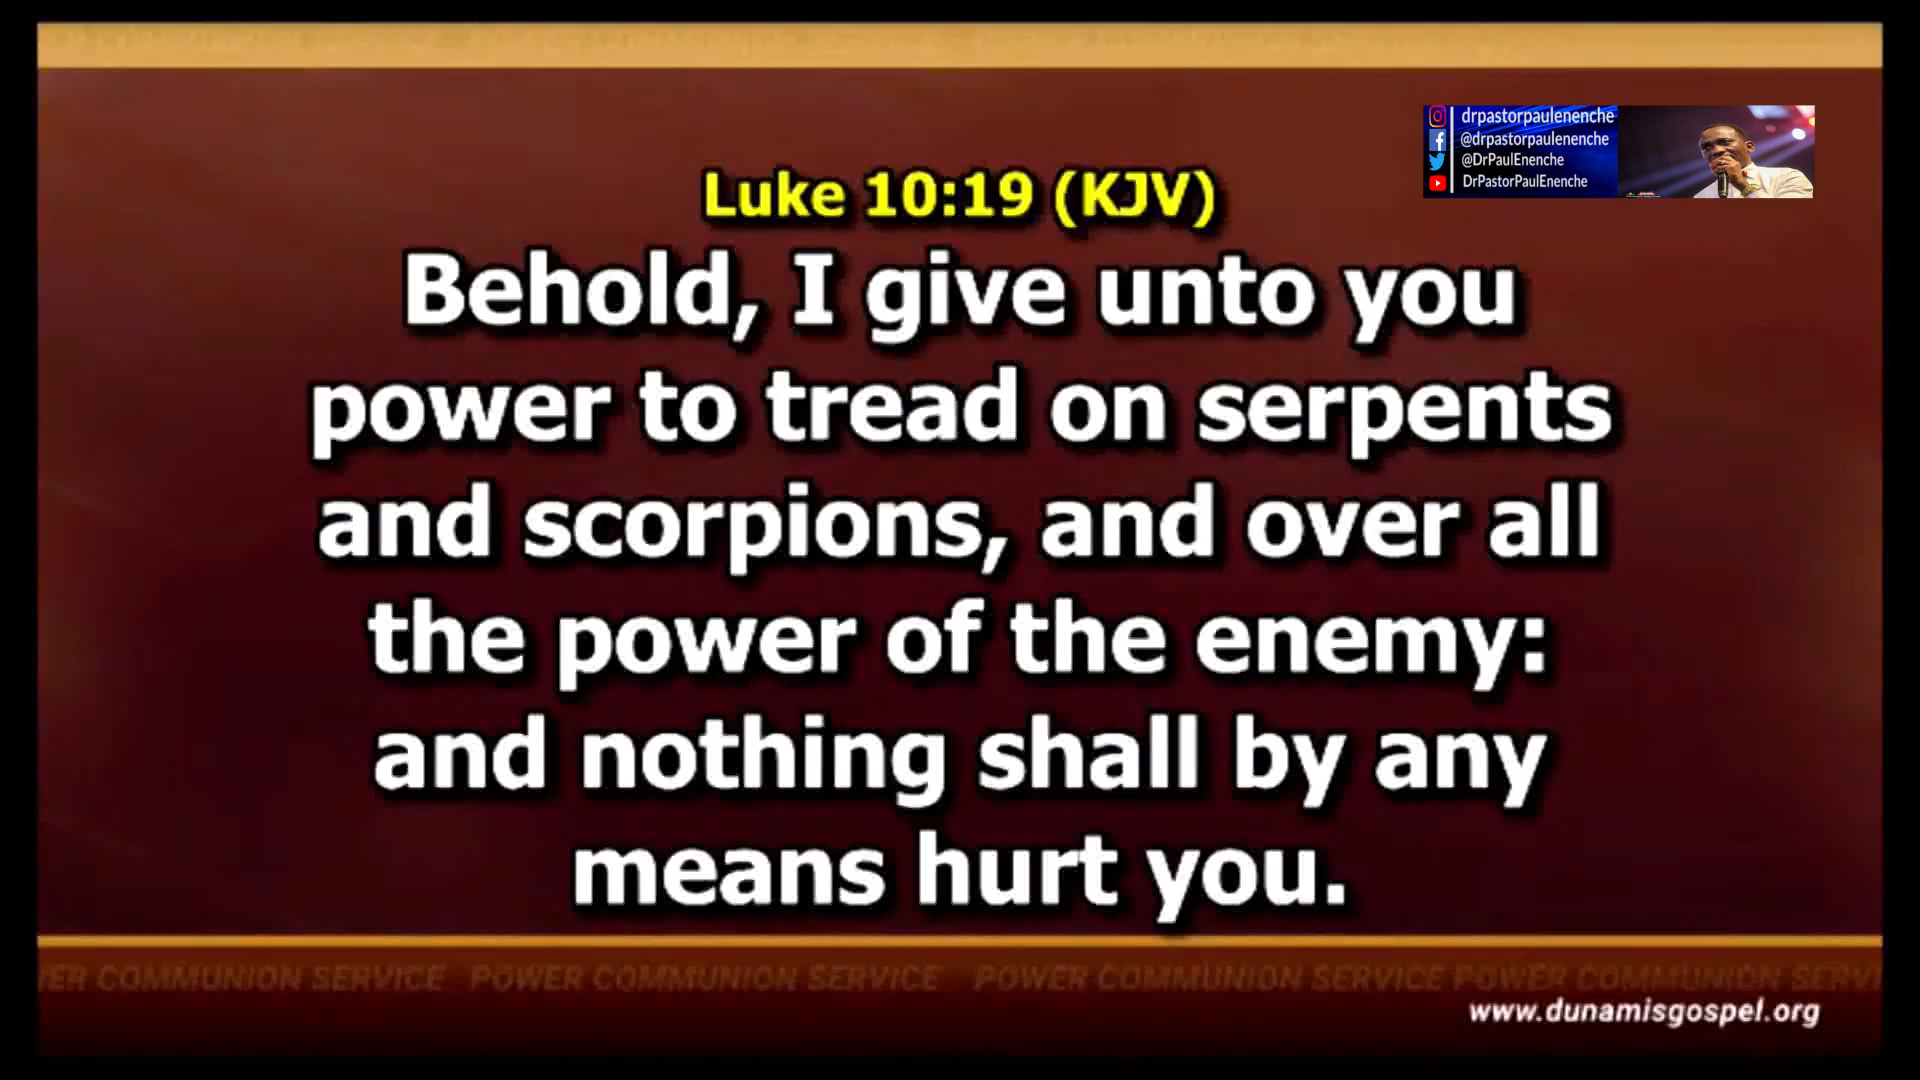 drpastorpaulenenche
@drpastorpaulenenche
@DrPaulEnenche
DrPastorPaulEnenche
Luke 10:19 (KJV)
Behold, I give unto you
power to tread on serpents
and scorpions, and over all
the power of the enemy:
and nothing shall by any
means hurt you.
ER COMMUNION SERVICE POWER COMMUNION SERVICE POWER COMMUNION SERVICE POWER COMMUNION SERVI
www.dunamisgospel.org